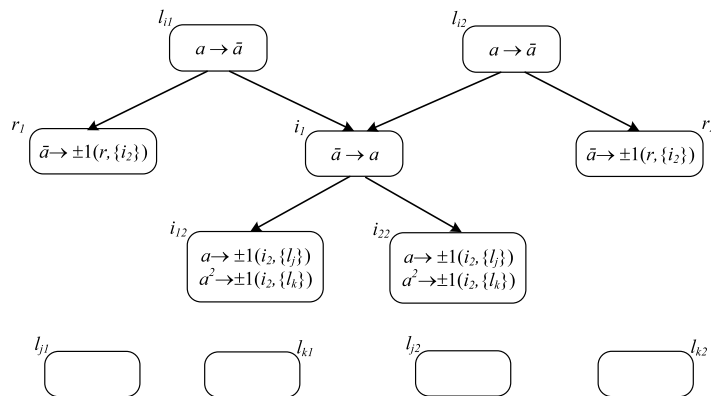 l_{i1} l_{i2}
a → ā a → ā
r_1 i_1 r_
ā → ±1(r,{i_2}) ā → a ā → ±1(r,{i_2})
i_{12} i_{22}
a → ±1(i_2,{l_j}) a → ±1(i_2,{l_j})
a^2 → ±1(i_2,{l_k}) a^2 → ±1(i_2,{l_k})
l_{j1} l_{k1} l_{j2} l_{k2}